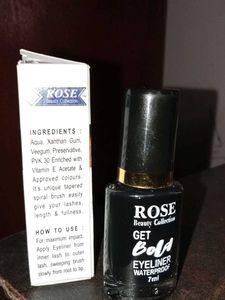 ROSE
Beauty Collection
INGREDIENTS :
Aqua, Xanthan Gum,
Veegum, Preservative,
PVK 30 Enriched with
Vitamin E Acetate &
Approved colours.
It's unique tapered
spiral brush easily
give your lashes,
length & fullness.
HOW TO USE :
For maximum impact.
Apply Eyeliner from
inner lash to outer
lash, sweeping brush
slowly from root to tip.
ROSE
Beauty Collection
GET
Bold
EYELINER
WATERPROOF
7ml